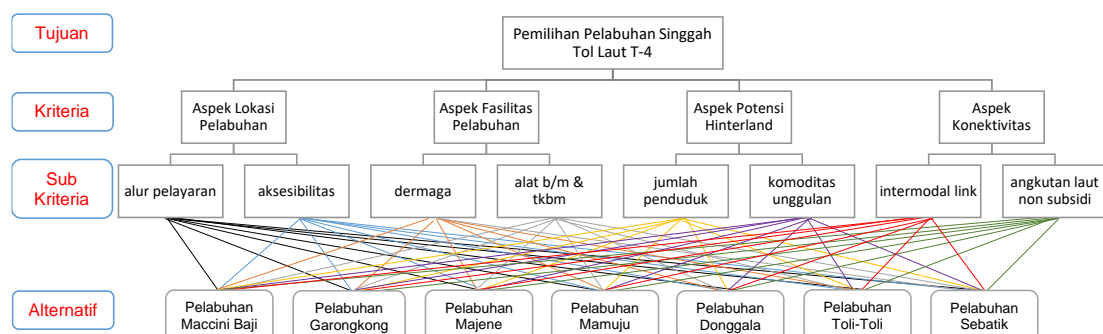 Tujuan
Pemilihan Pelabuhan Singgah
Tol Laut T-4
Kriteria
Aspek Lokasi
Pelabuhan
Aspek Fasilitas
Pelabuhan
Aspek Potensi
Hinterland
Aspek
Konektivitas
Sub
Kriteria
alur pelayaran
aksesibilitas
dermaga
alat b/m &
tkbm
jumlah
penduduk
komoditas
unggulan
intermodal link
angkutan laut
non subsidi
Alternatif
Pelabuhan
Maccini Baji
Pelabuhan
Garongkong
Pelabuhan
Majene
Pelabuhan
Mamuju
Pelabuhan
Donggala
Pelabuhan
Toli-Toli
Pelabuhan
Sebatik